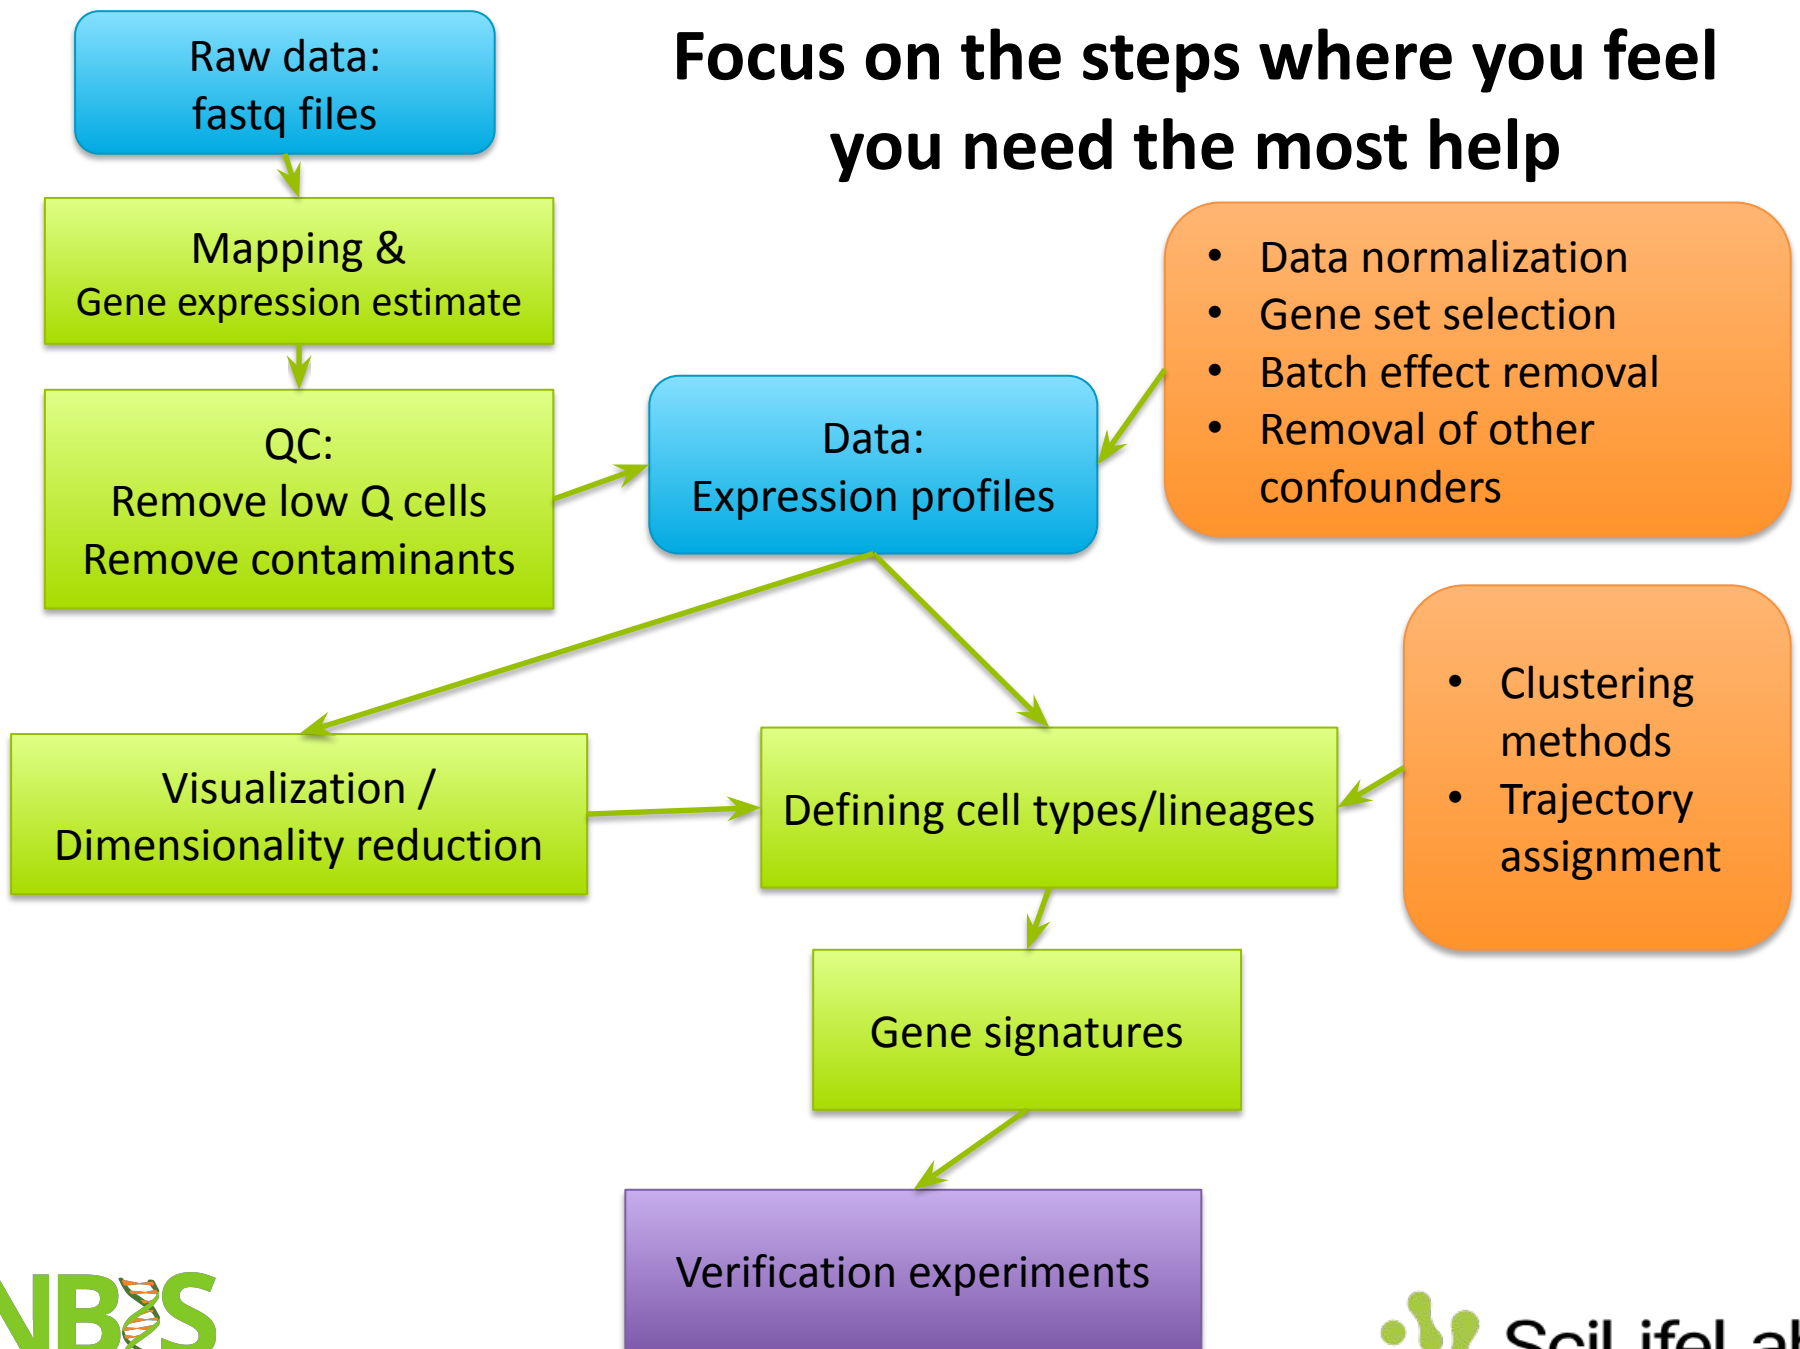 Focus on the steps where you feel
you need the most help
Raw data:
fastq files
Mapping &
Gene expression estimate
QC:
Remove low Q cells
Remove contaminants
Data:
Expression profiles
• Data normalization
• Gene set selection
• Batch effect removal
• Removal of other
confounders
Visualization /
Dimensionality reduction
Defining cell types/lineages
• Clustering
methods
• Trajectory
assignment
Gene signatures
Verification experiments
NBIS
SciLifeLab